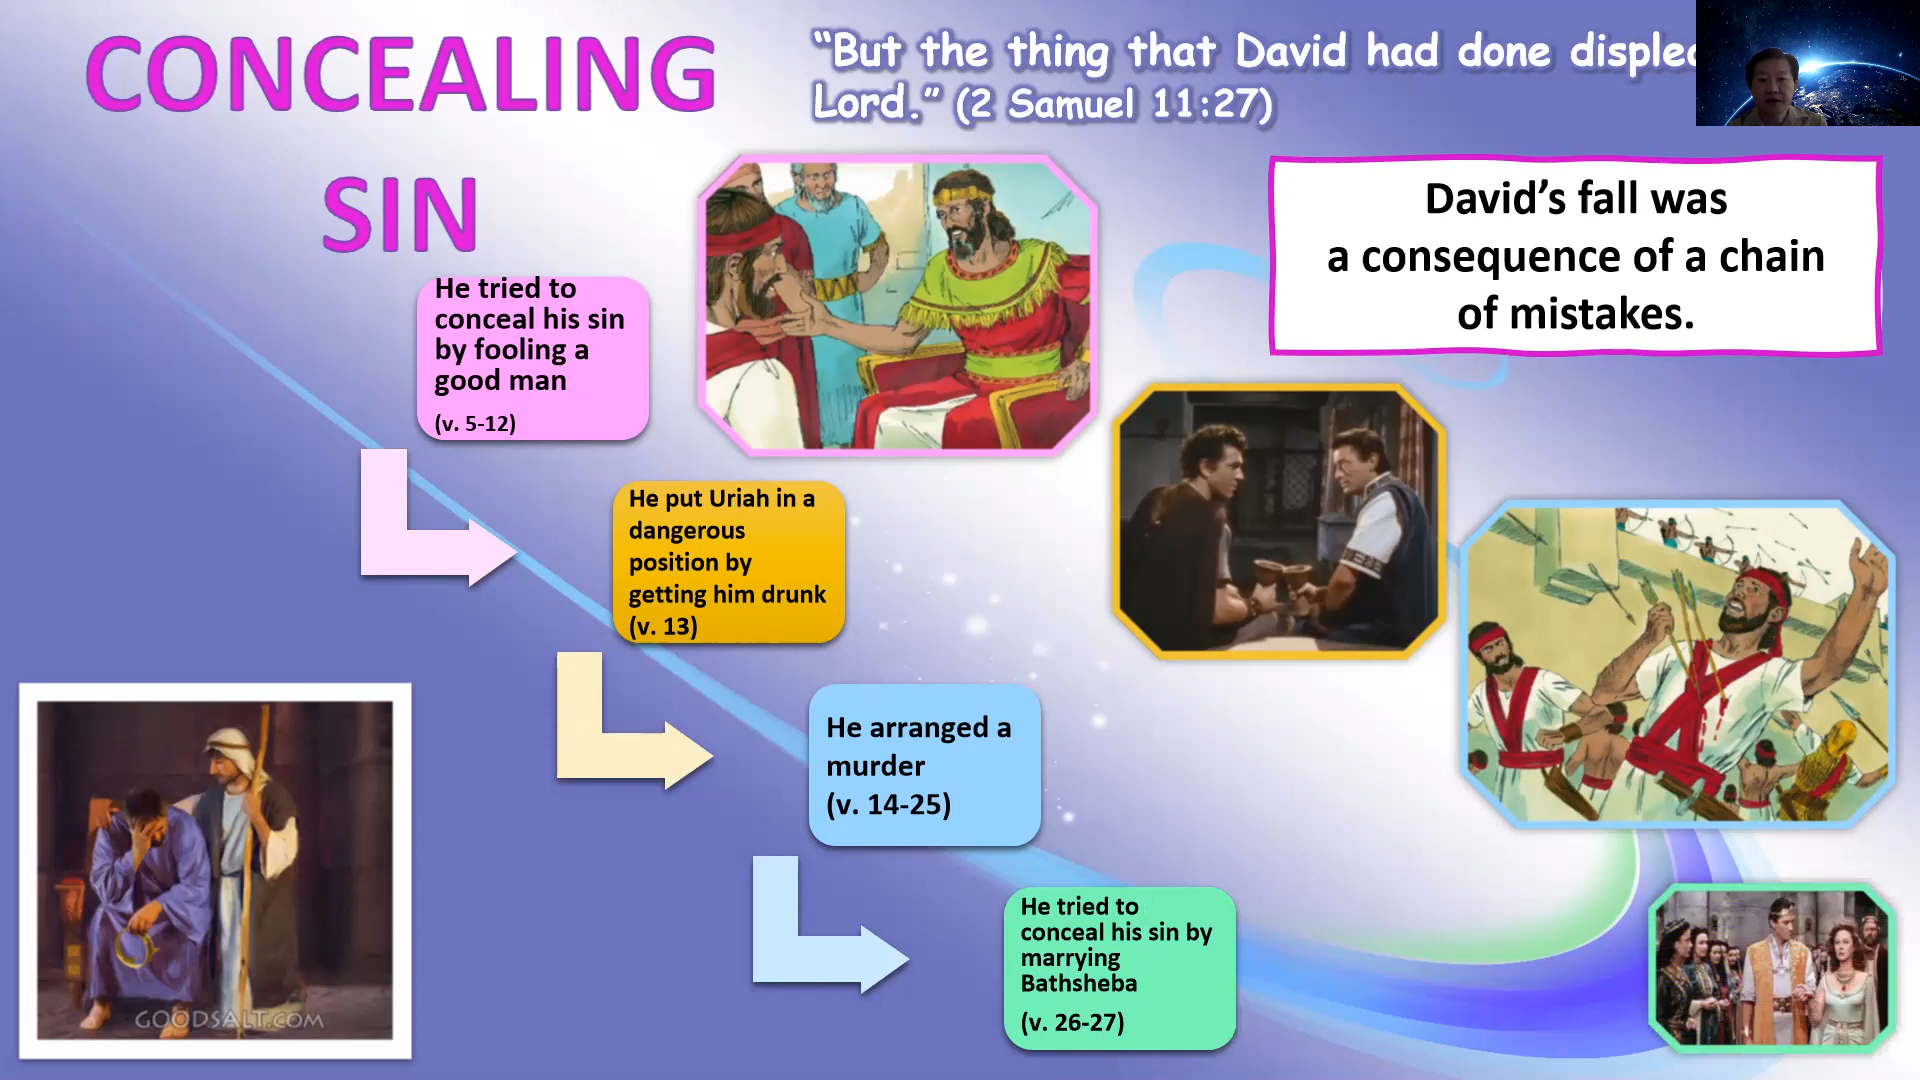 CONCEALING
SIN
“But the thing that David had done
Lord.” (2 Samuel 11:27)
David’s fall was
a consequence of a chain
of mistakes.
He tried to
conceal his sin
by fooling a
good man
(v. 5-12)
He put Uriah in a
dangerous
position by
getting him drunk
(v. 13)
He arranged a
murder
(v. 14-25)
He tried to
conceal his sin by
marrying
Bathsheba
(v. 26-27)
GOODSALT.COM